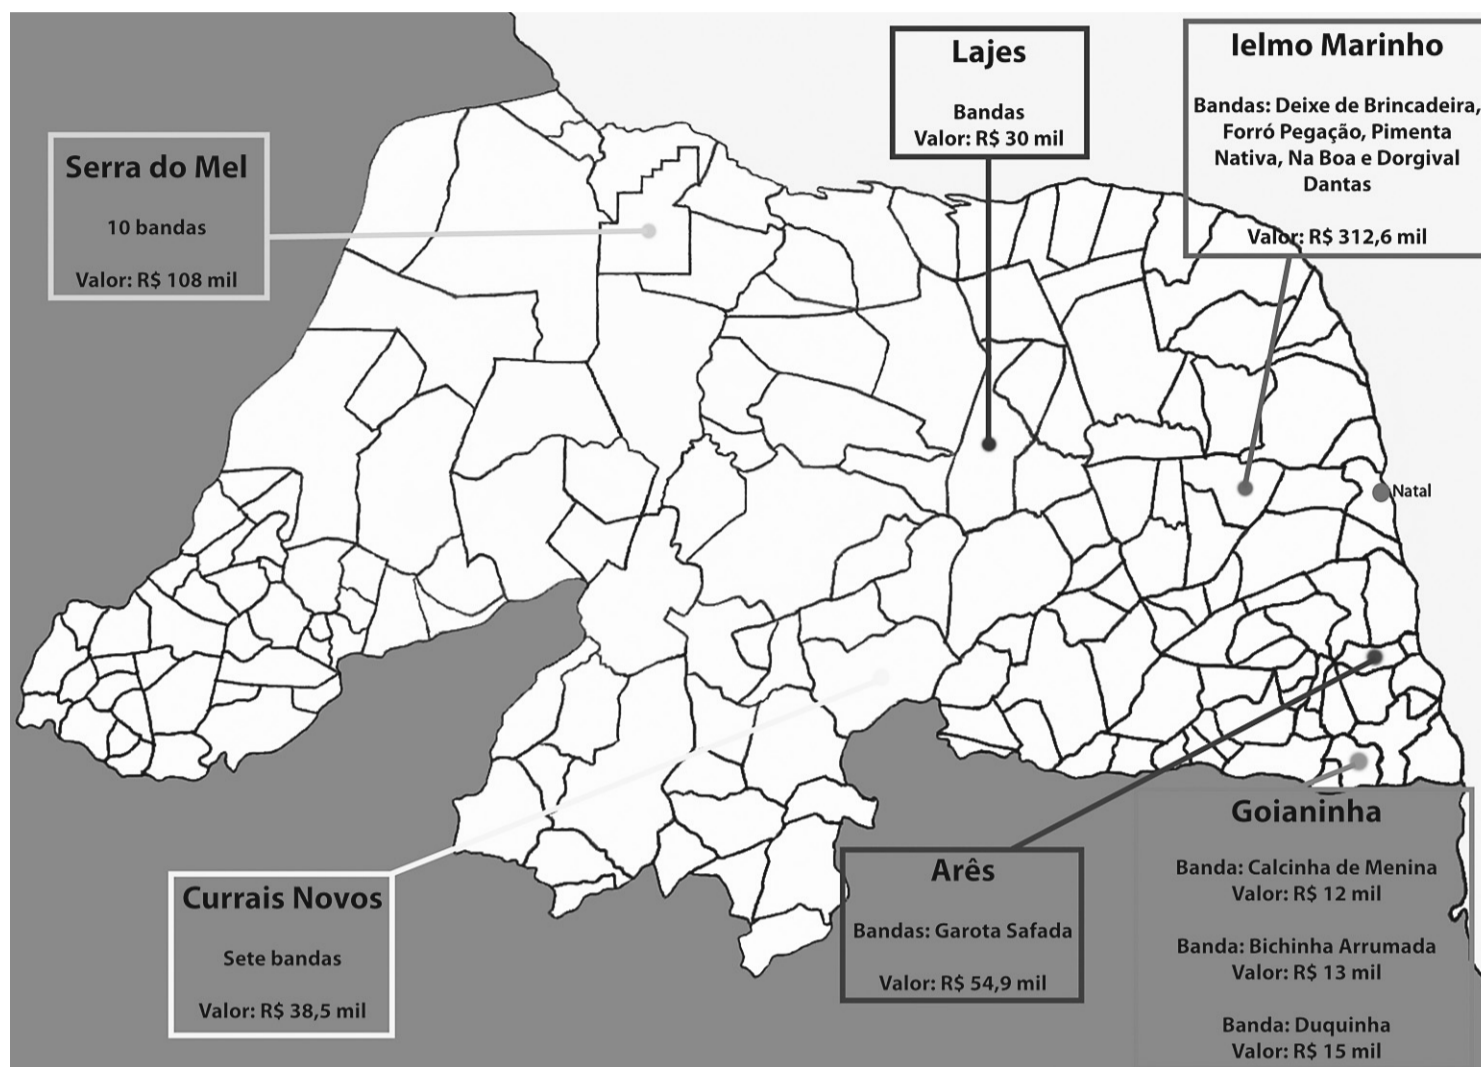 Serra do Mel
10 bandas
Valor: R$ 108 mil
Lajes
Bandas
Valor: R$ 30 mil
Ielmo Marinho
Bandas: Deixe de Brincadeira,
Forró Pegação, Pimenta
Nativa, Na Boa e Dorgival
Dantas
Valor: R$ 312,6 mil
Natal
Currais Novos
Sete bandas
Valor: R$ 38,5 mil
Arês
Bandas: Garota Safada
Valor: R$ 54,9 mil
Goianinha
Banda: Calcinha de Menina
Valor: R$ 12 mil
Banda: Bichinha Arrumada
Valor: R$ 13 mil
Banda: Duquinha
Valor: R$ 15 mil